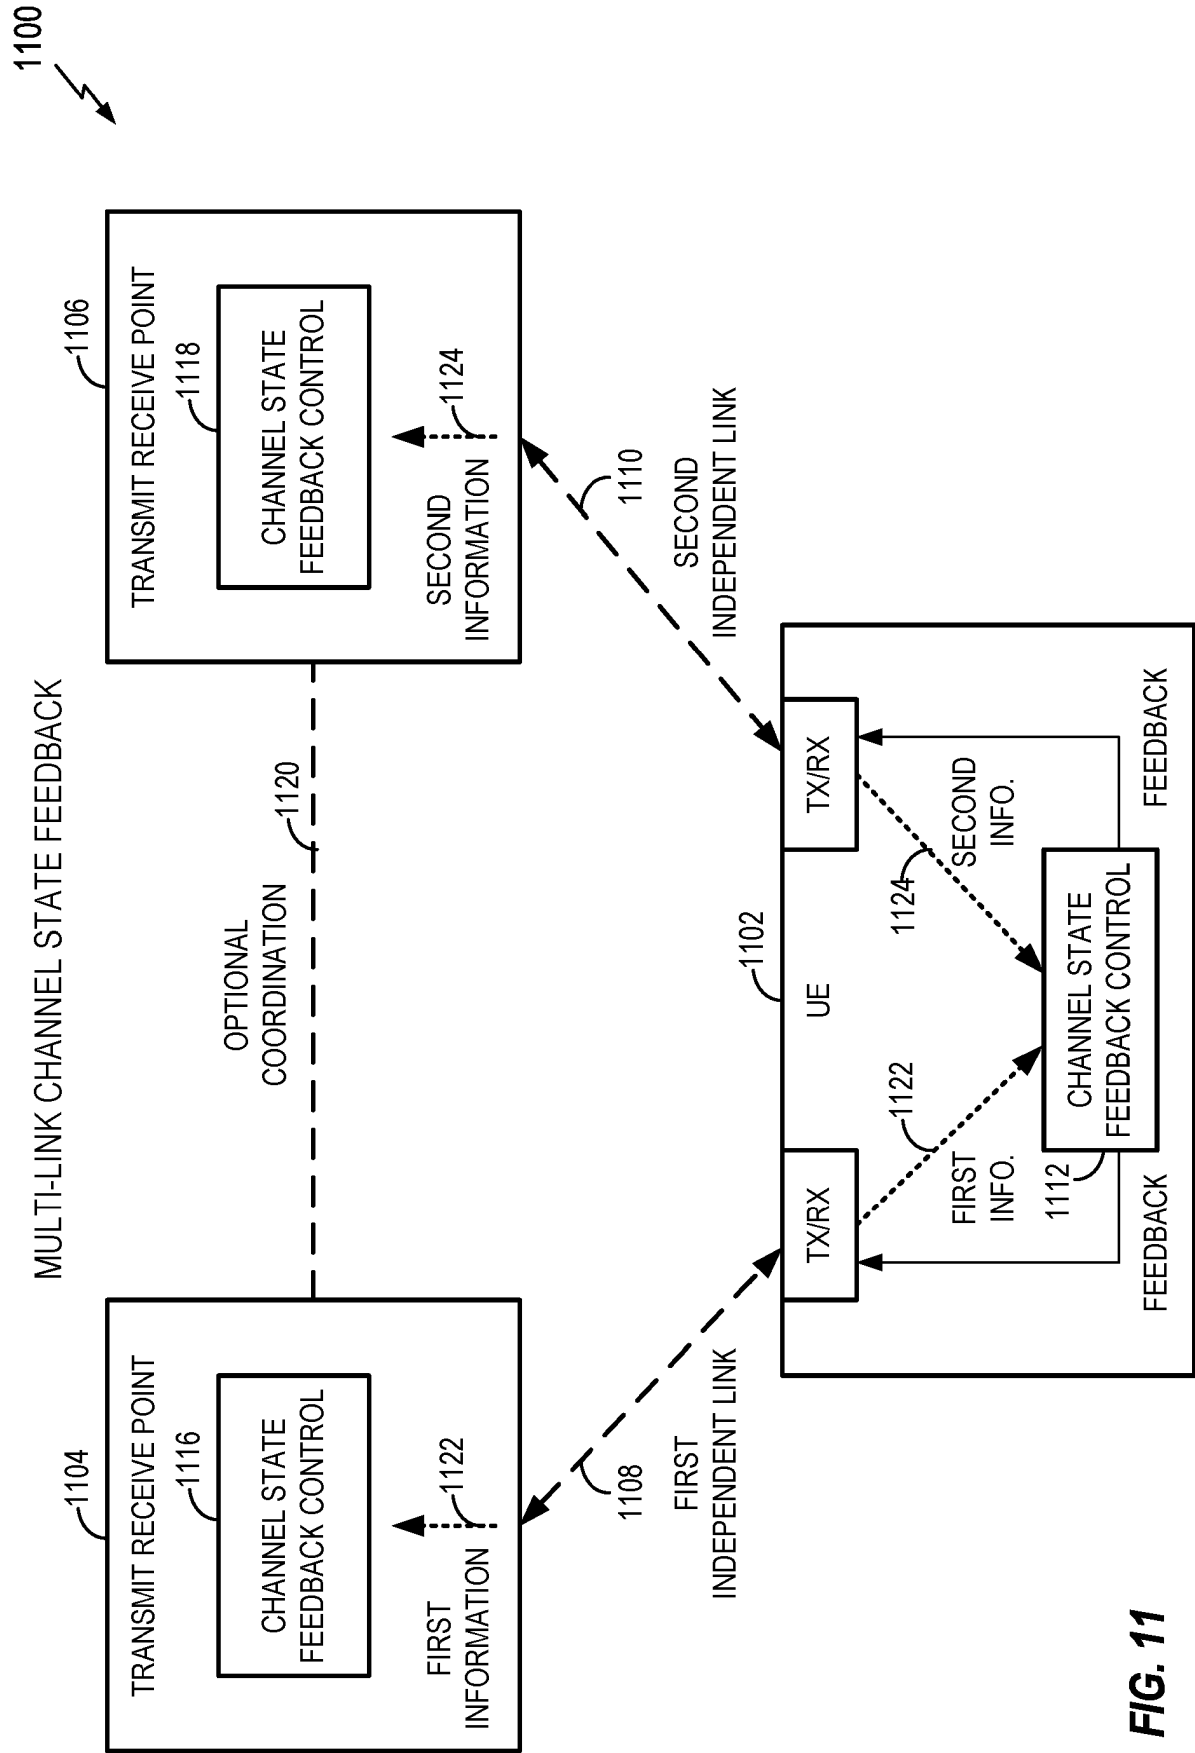 MULTI-LINK CHANNEL STATE FEEDBACK
1100
1104
TRANSMIT RECEIVE POINT
1116
CHANNEL STATE
FEEDBACK CONTROL
FIRST
INFORMATION
1122
OPTIONAL
COORDINATION
1120
1106
TRANSMIT RECEIVE POINT
1118
CHANNEL STATE
FEEDBACK CONTROL
SECOND
INFORMATION
1124
1108
FIRST
INDEPENDENT LINK
1110
SECOND
INDEPENDENT LINK
1102
UE
TX/RX
TX/RX
FIRST
INFO.
1122
1124
SECOND
INFO.
1112
CHANNEL STATE
FEEDBACK CONTROL
FEEDBACK
FEEDBACK
FIG. 11